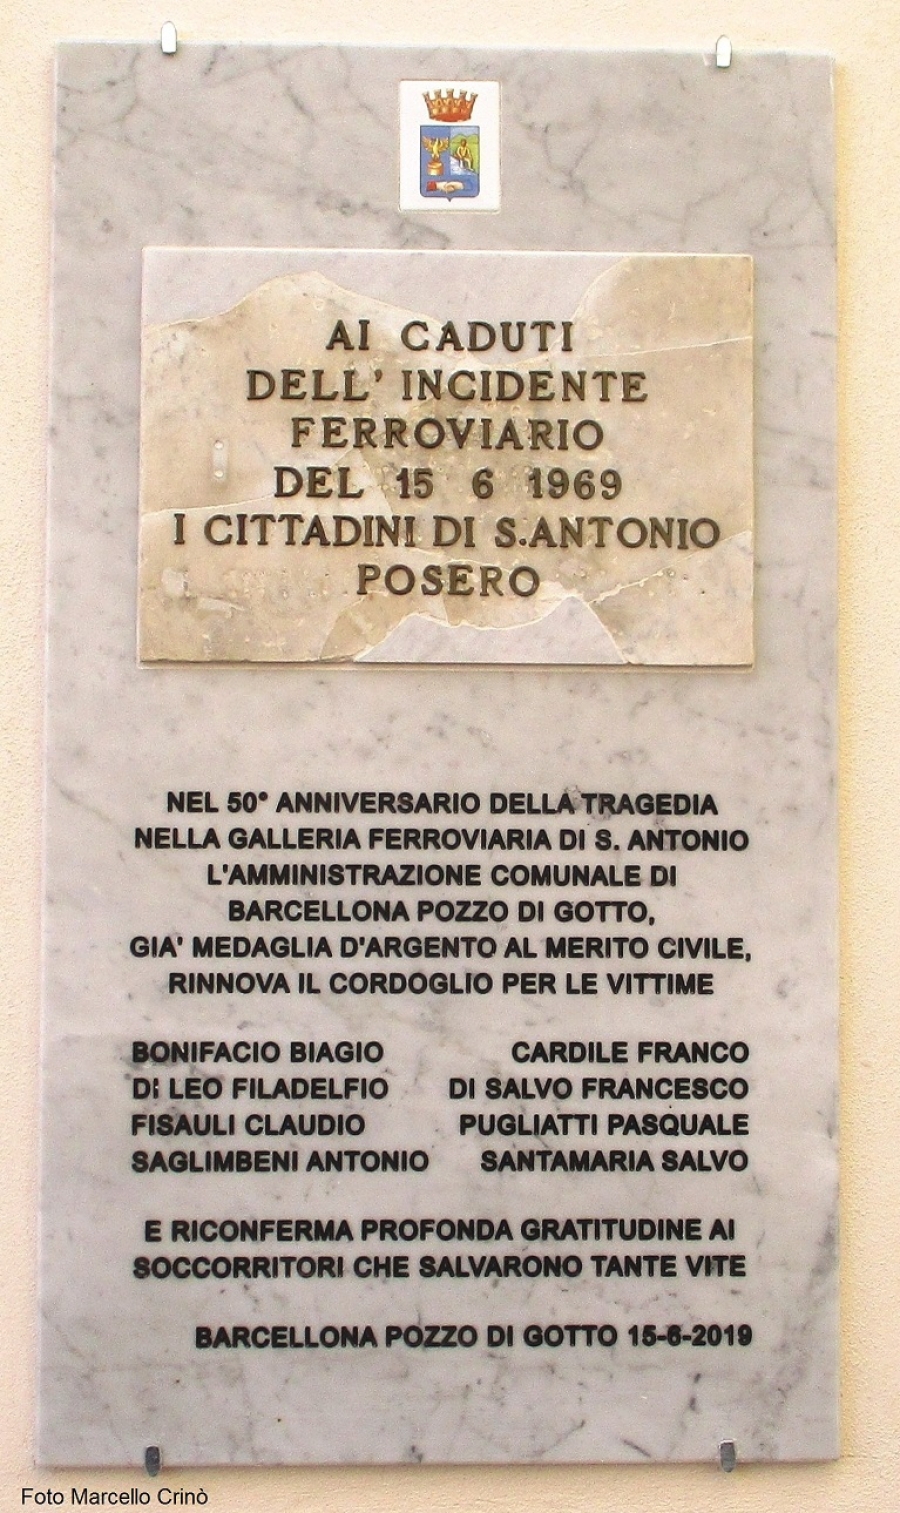 AI CADUTI
DELL' INCIDENTE
FERROVIARIO
DEL 15 6 1969
I CITTADINI DI S.ANTONIO
POSERO
NEL 50° ANNIVERSARIO DELLA TRAGEDIA
NELLA GALLERIA FERROVIARIA DI S. ANTONIO
L'AMMINISTRAZIONE COMUNALE DI
BARCELLONA POZZO DI GOTTO,
GIA' MEDAGLIA D'ARGENTO AL MERITO CIVILE,
RINNOVA IL CORDOGLIO PER LE VITTIME
BONIFACIO BIAGIO CARDILE FRANCO
DI LEO FILADELFIO DI SALVO FRANCESCO
FISAULI CLAUDIO PUGLIATTI PASQUALE
SAGLIMBENI ANTONIO SANTAMARIA SALVO
E RICONFERMA PROFONDA GRATITUDINE AI
SOCCORRITORI CHE SALVARONO TANTE VITE
BARCELLONA POZZO DI GOTTO 15-6-2019
Foto Marcello Crinò